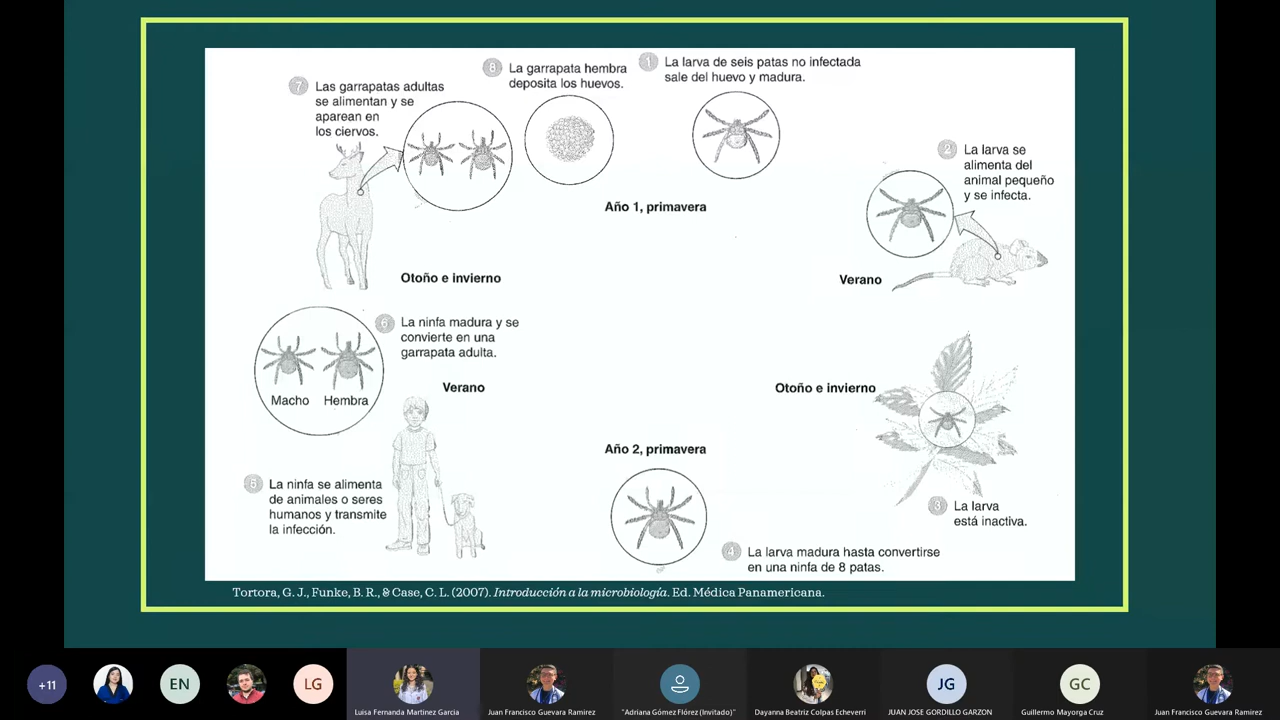 7
Las garrapatas adultas
se alimentan y se
aparean en
los ciervos.
8
La garrapata hembra
deposita los huevos.
1
La larva de seis patas no infectada
sale del huevo y madura.
2
La larva se
alimenta del
animal pequeño
y se infecta.
Año 1, primavera
Otoño e invierno
Verano
6
La ninfa madura y se
convierte en una
garrapata adulta.
Macho Hembra
Verano
Otoño e invierno
Año 2, primavera
5
La ninfa se alimenta
de animales o seres
humanos y transmite
la infección.
3
La larva
está inactiva.
4
La larva madura hasta convertirse
en una ninfa de 8 patas.
Tortora, G. J., Funke, B. R., & Case, C. L. (2007). Introducción a la microbiología. Ed. Médica Panamericana.
+11
EN
LG
JG
GC
Luisa Fernanda Martinez Garcia
Juan Francisco Guevara Ramirez
"Adriana Gómez Flórez (Invitado)"
Dayanna Beatriz Colpas Echeverri
JUAN JOSE GORDILLO GARZON
Guillermo Mayorga Cruz
Juan Francisco Guevara Ramirez